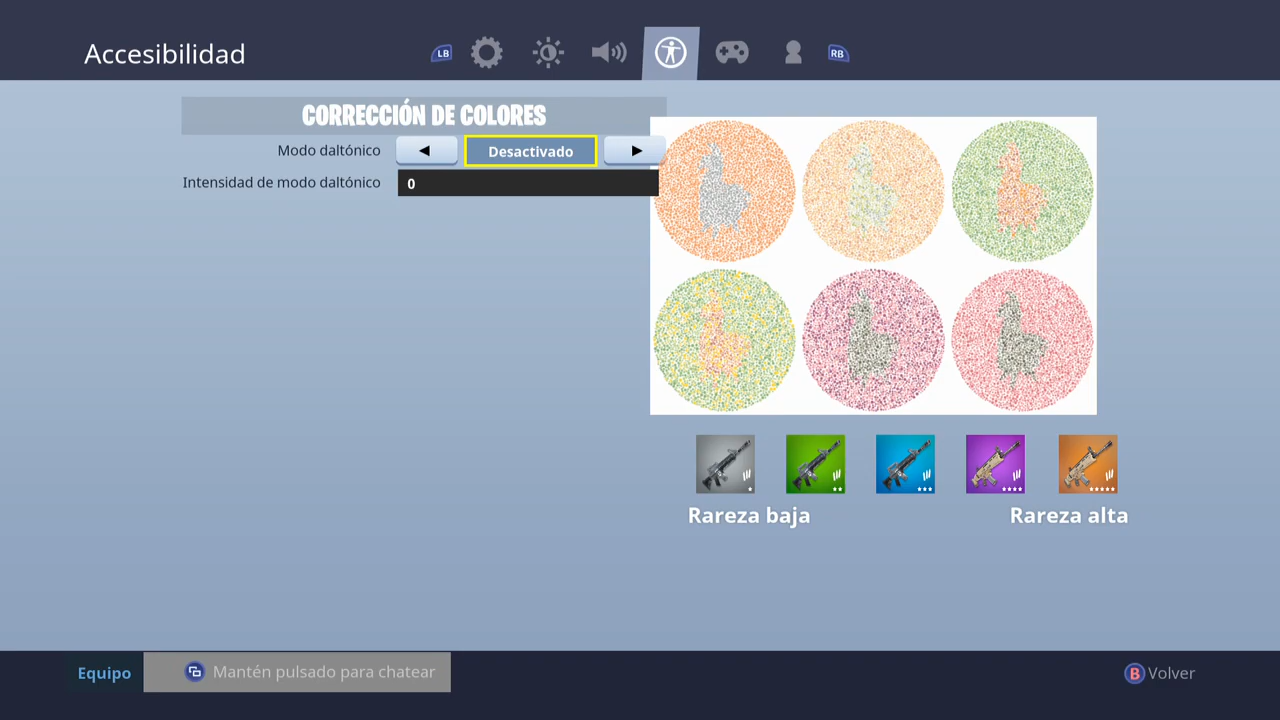 Accesibilidad
LB
RB
CORRECCIÓN DE COLORES
Modo daltónico
Desactivado
Intensidad de modo daltónico
0
Rareza baja
Rareza alta
Equipo
Mantén pulsado para chatear
B Volver